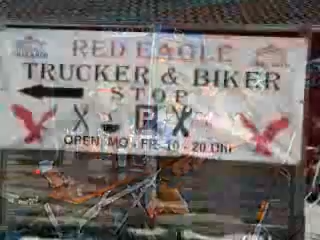 RED EAGLE
TRUCKER & BIKER
STOP
P
OPEN MO - FR 10 - 20 Uhr